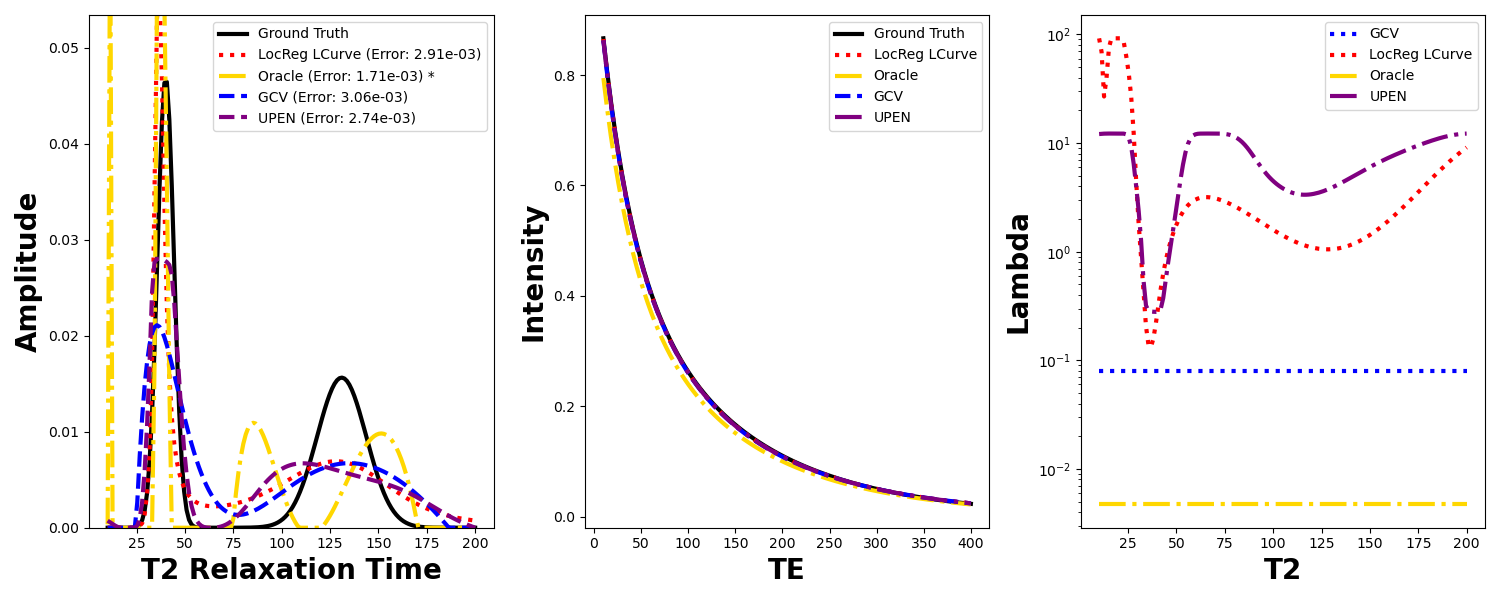 Amplitude
0.05
0.04
0.03
0.02
0.01
0.00
25 50 75 100 125 150 175 200
T2 Relaxation Time
Ground Truth
LocReg LCurve (Error: 2.91e-03)
Oracle (Error: 1.71e-03) *
GCV (Error: 3.06e-03)
UPEN (Error: 2.74e-03)
Intensity
0.8
0.6
0.4
0.2
0.0
0 50 100 150 200 250 300 350 400
TE
Ground Truth
LocReg LCurve
Oracle
GCV
UPEN
Lambda
10²
10¹
10⁰
10⁻¹
10⁻²
25 50 75 100 125 150 175 200
T2
GCV
LocReg LCurve
Oracle
UPEN